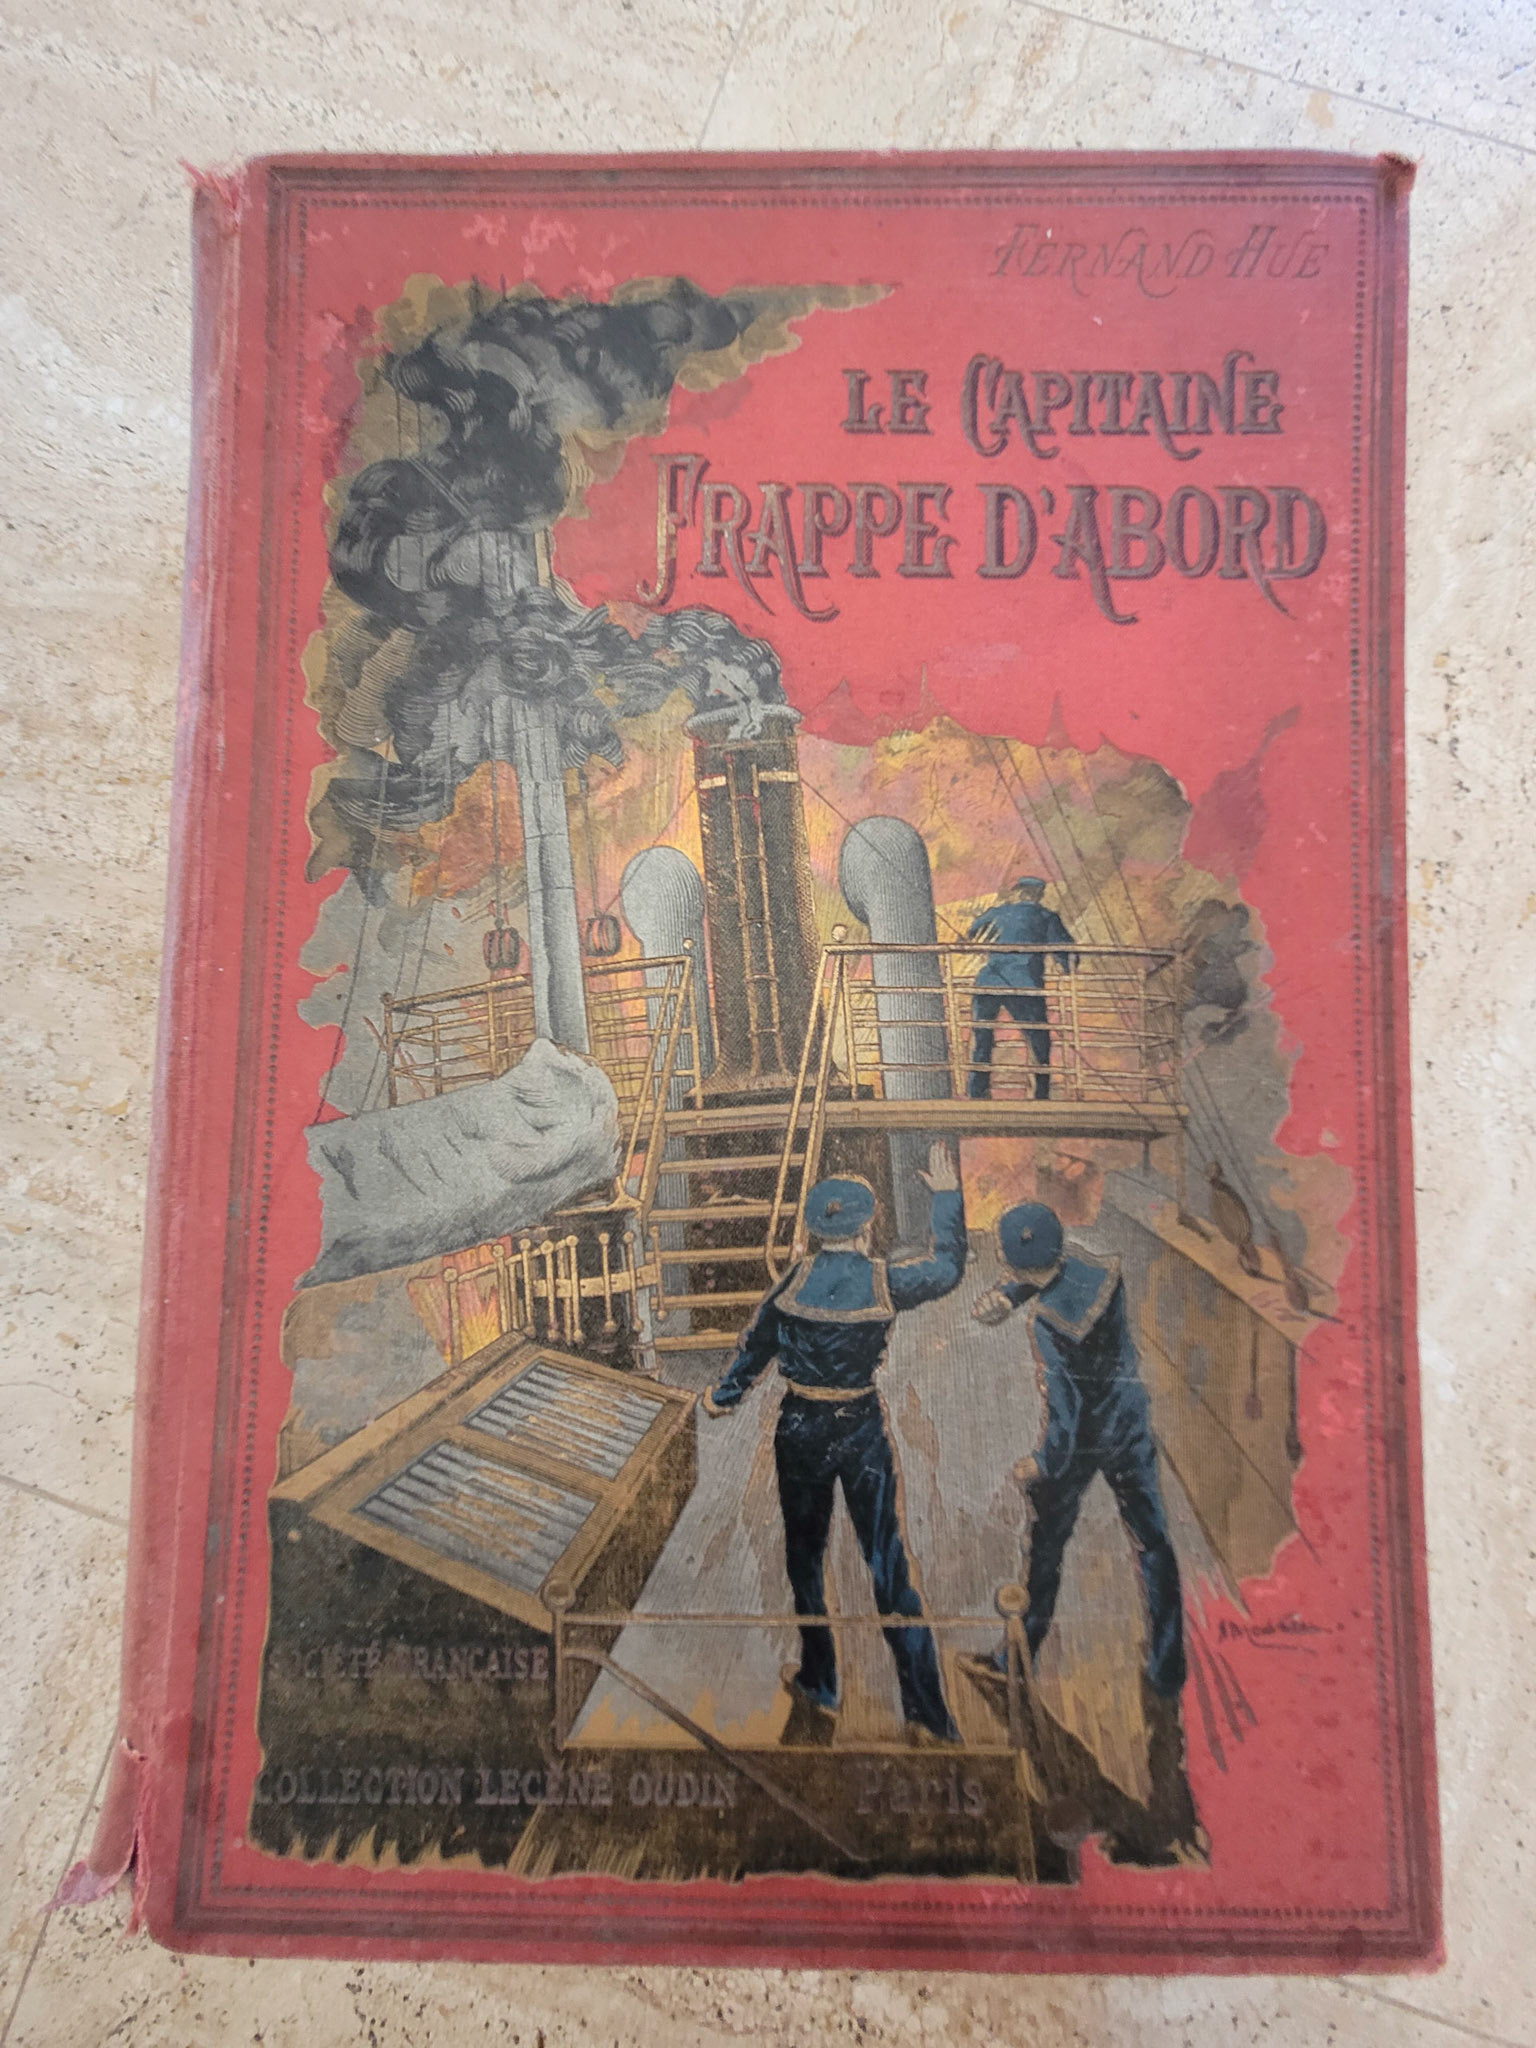 FERNAND HUE
LE CAPITAINE
FRAPPE D'ABORD
SOCIÉTÉ FRANÇAISE
COLLECTION LECÈNE OUDIN Paris